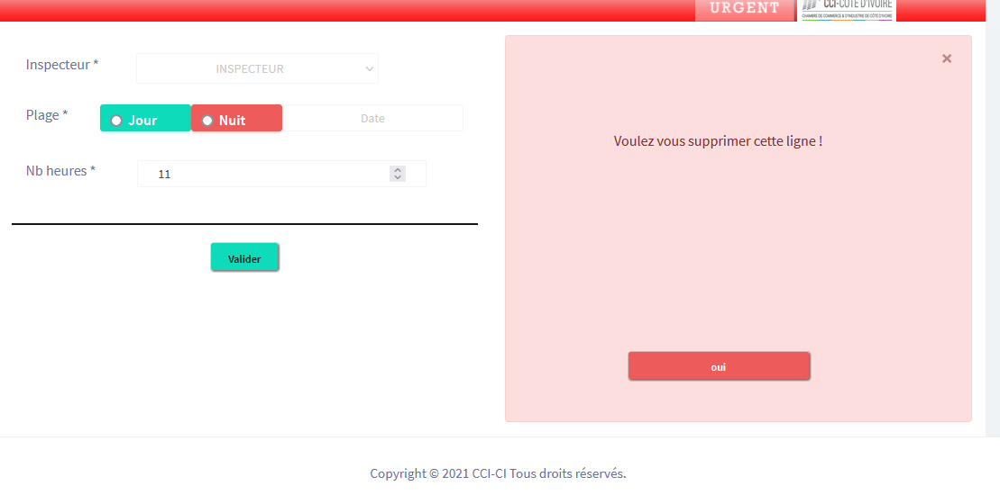 URGENT
CCI-CÔTE D'IVOIRE
CHAMBRE DE COMMERCE & D'INDUSTRIE DE CÔTE D'IVOIRE
Inspecteur *
INSPECTEUR
Plage *
Jour
Nuit
Date
Nb heures *
11
Valider
×
Voulez vous supprimer cette ligne !
oui
Copyright © 2021 CCI-CI Tous droits réservés.